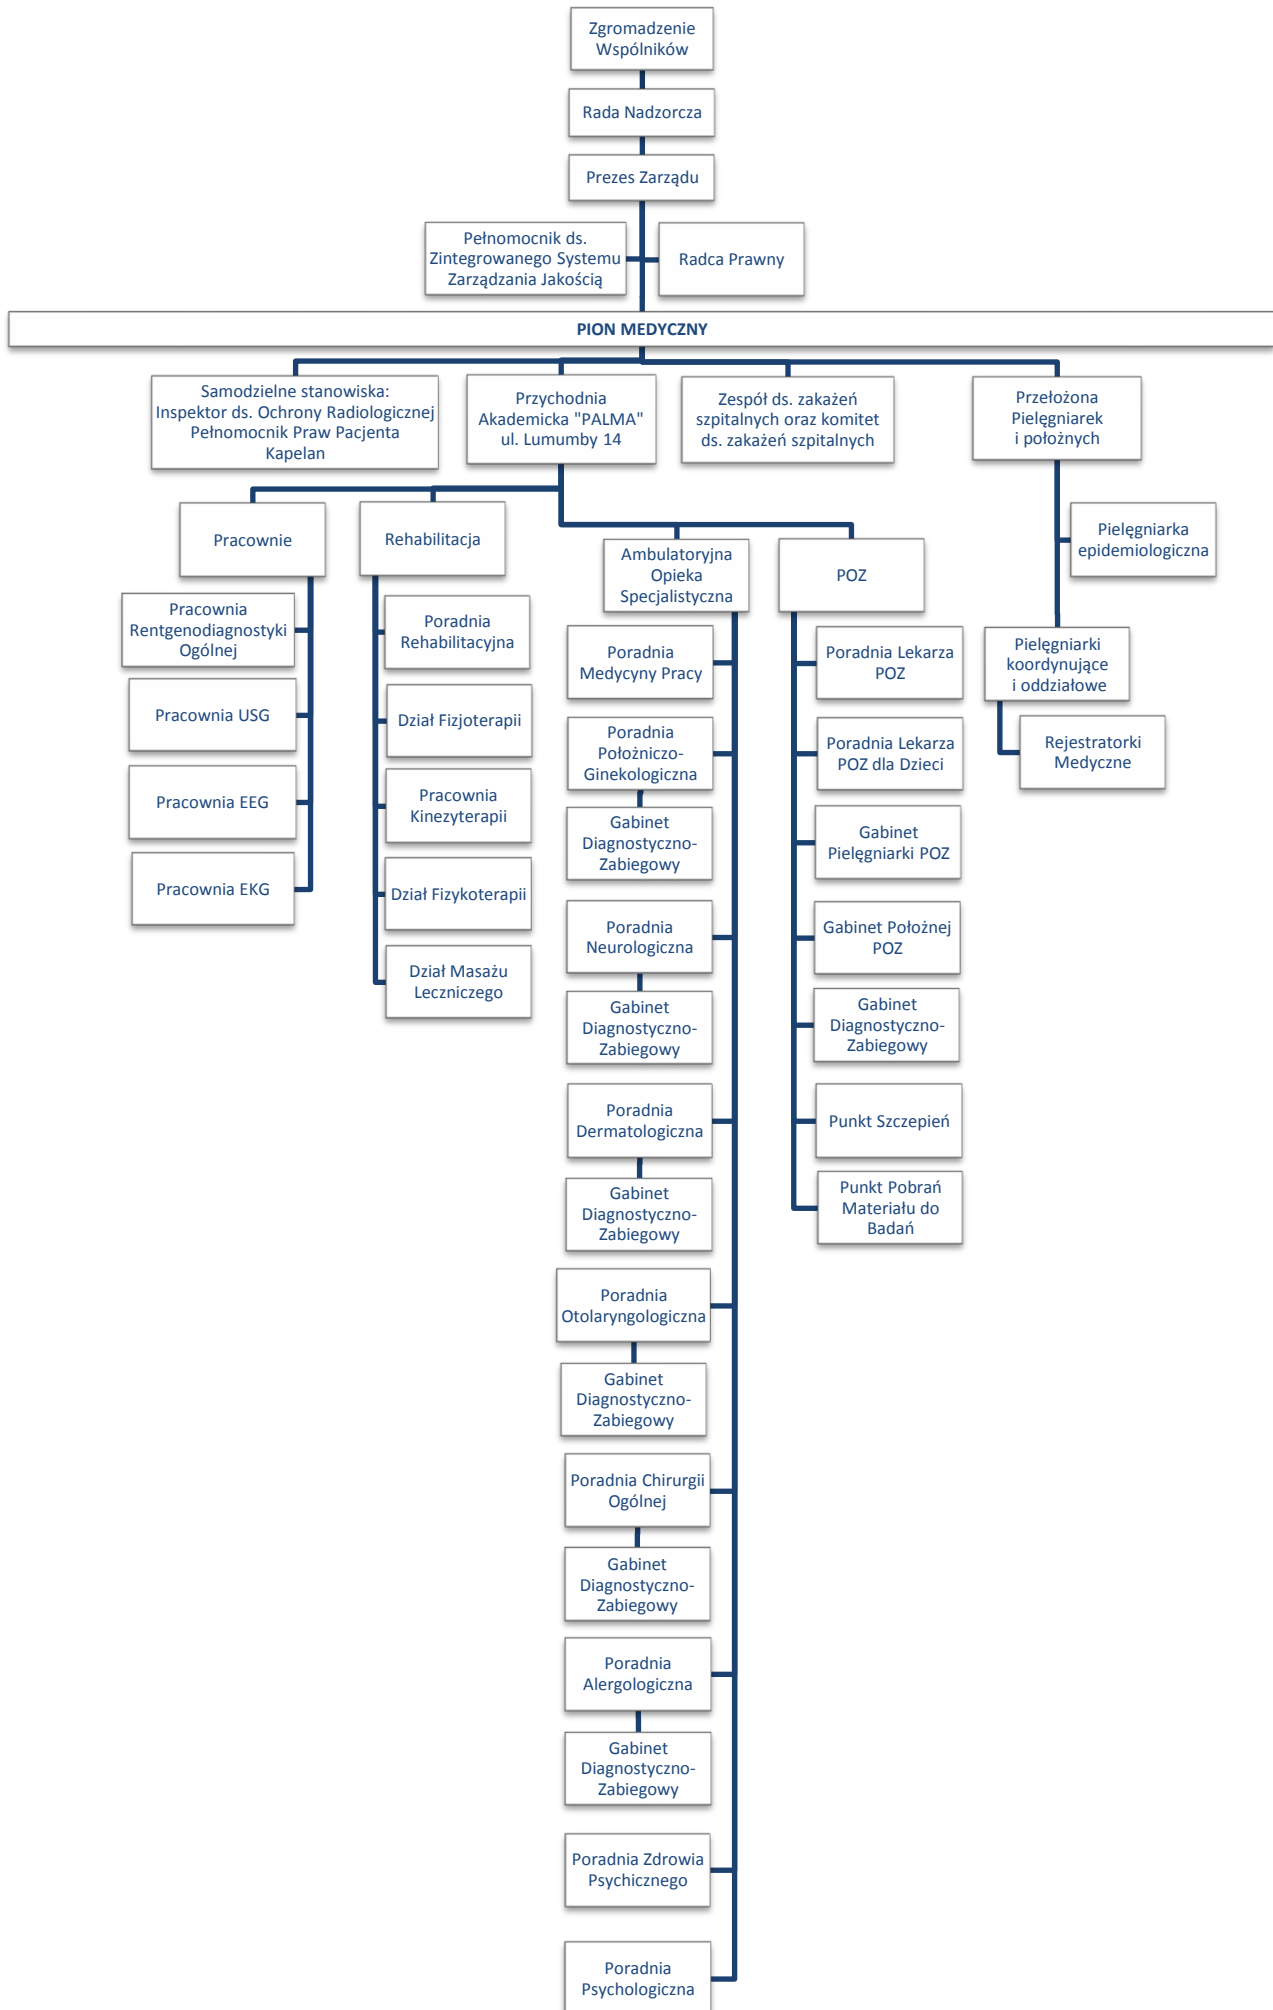 Zgromadzenie
Wspólników
Rada Nadzorcza
Prezes Zarządu
Pełnomocnik ds.
Zintegrowanego Systemu
Zarządzania Jakością
Radca Prawny
PION MEDYCZNY
Samodzielne stanowiska:
Inspektor ds. Ochrony Radiologicznej
Pełnomocnik Praw Pacjenta
Kapelan
Przychodnia
Akademicka "PALMA"
ul. Lumumby 14
Zespół ds. zakażeń
szpitalnych oraz komitet
ds. zakażeń szpitalnych
Przełożona
Pielęgniarek
i położnych
Pracownie
Pracownia
Rentgenodiagnostyki
Ogólnej
Pracownia USG
Pracownia EEG
Pracownia EKG
Rehabilitacja
Poradnia
Rehabilitacyjna
Dział Fizjoterapii
Pracownia
Kinezyterapii
Dział Fizykoterapii
Dział Masażu
Leczniczego
Ambulatoryjna
Opieka
Specjalistyczna
Poradnia
Medycyny Pracy
Poradnia
Położniczo-
Ginekologiczna
Gabinet
Diagnostyczno-
Zabiegowy
Poradnia
Neurologiczna
Gabinet
Diagnostyczno-
Zabiegowy
Poradnia
Dermatologiczna
Gabinet
Diagnostyczno-
Zabiegowy
Poradnia
Otolaryngologiczna
Gabinet
Diagnostyczno-
Zabiegowy
Poradnia Chirurgii
Ogólnej
Gabinet
Diagnostyczno-
Zabiegowy
Poradnia
Alergologiczna
Gabinet
Diagnostyczno-
Zabiegowy
Poradnia Zdrowia
Psychicznego
Poradnia
Psychologiczna
POZ
Poradnia Lekarza
POZ
Poradnia Lekarza
POZ dla Dzieci
Gabinet
Pielęgniarki POZ
Gabinet Położnej
POZ
Gabinet
Diagnostyczno-
Zabiegowy
Punkt Szczepień
Punkt Pobrań
Materiału do
Badań
Pielęgniarka
epidemiologiczna
Pielęgniarki
koordynujące
i oddziałowe
Rejestratorki
Medyczne